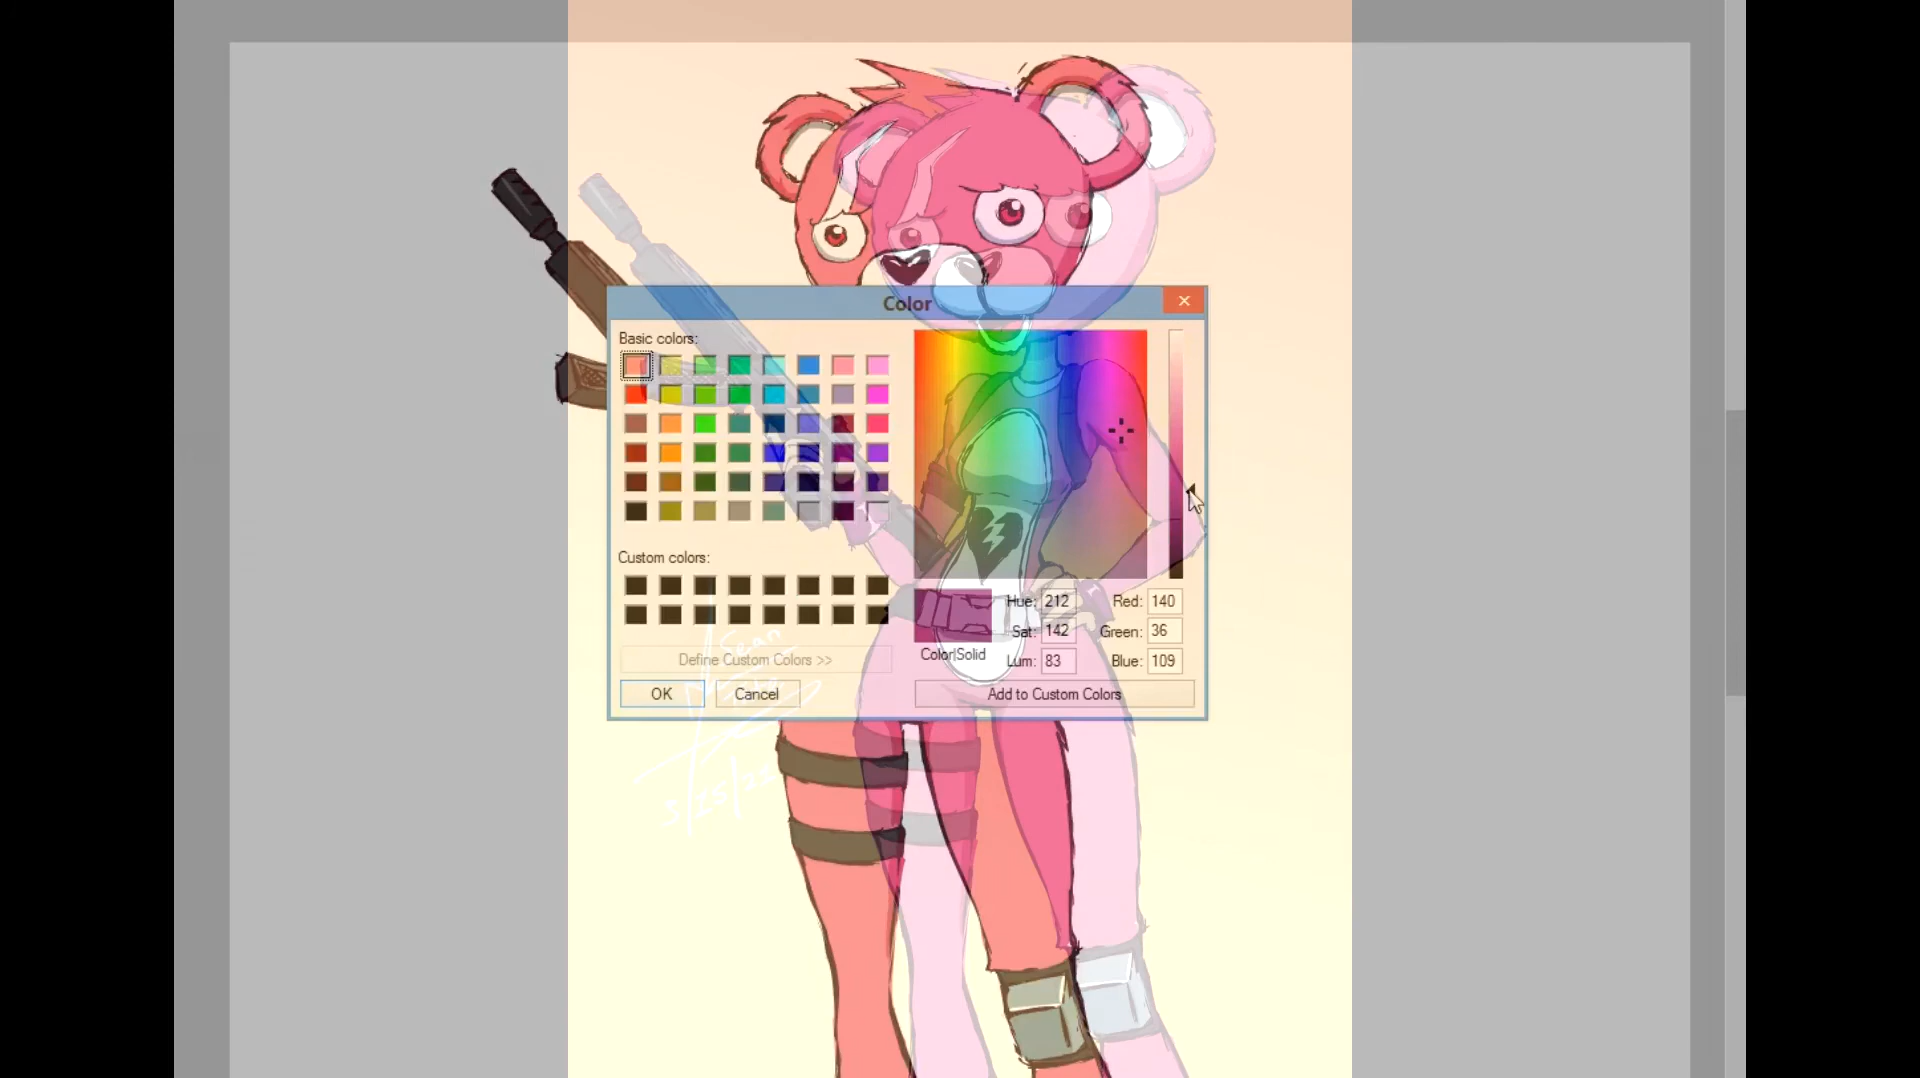 Color
Basic colors:
Custom colors:
Define Custom Colors >>
OK
Cancel
Color|Solid
Hue: 212
Sat: 142
Lum: 83
Red: 140
Green: 36
Blue: 109
Add to Custom Colors
Sean